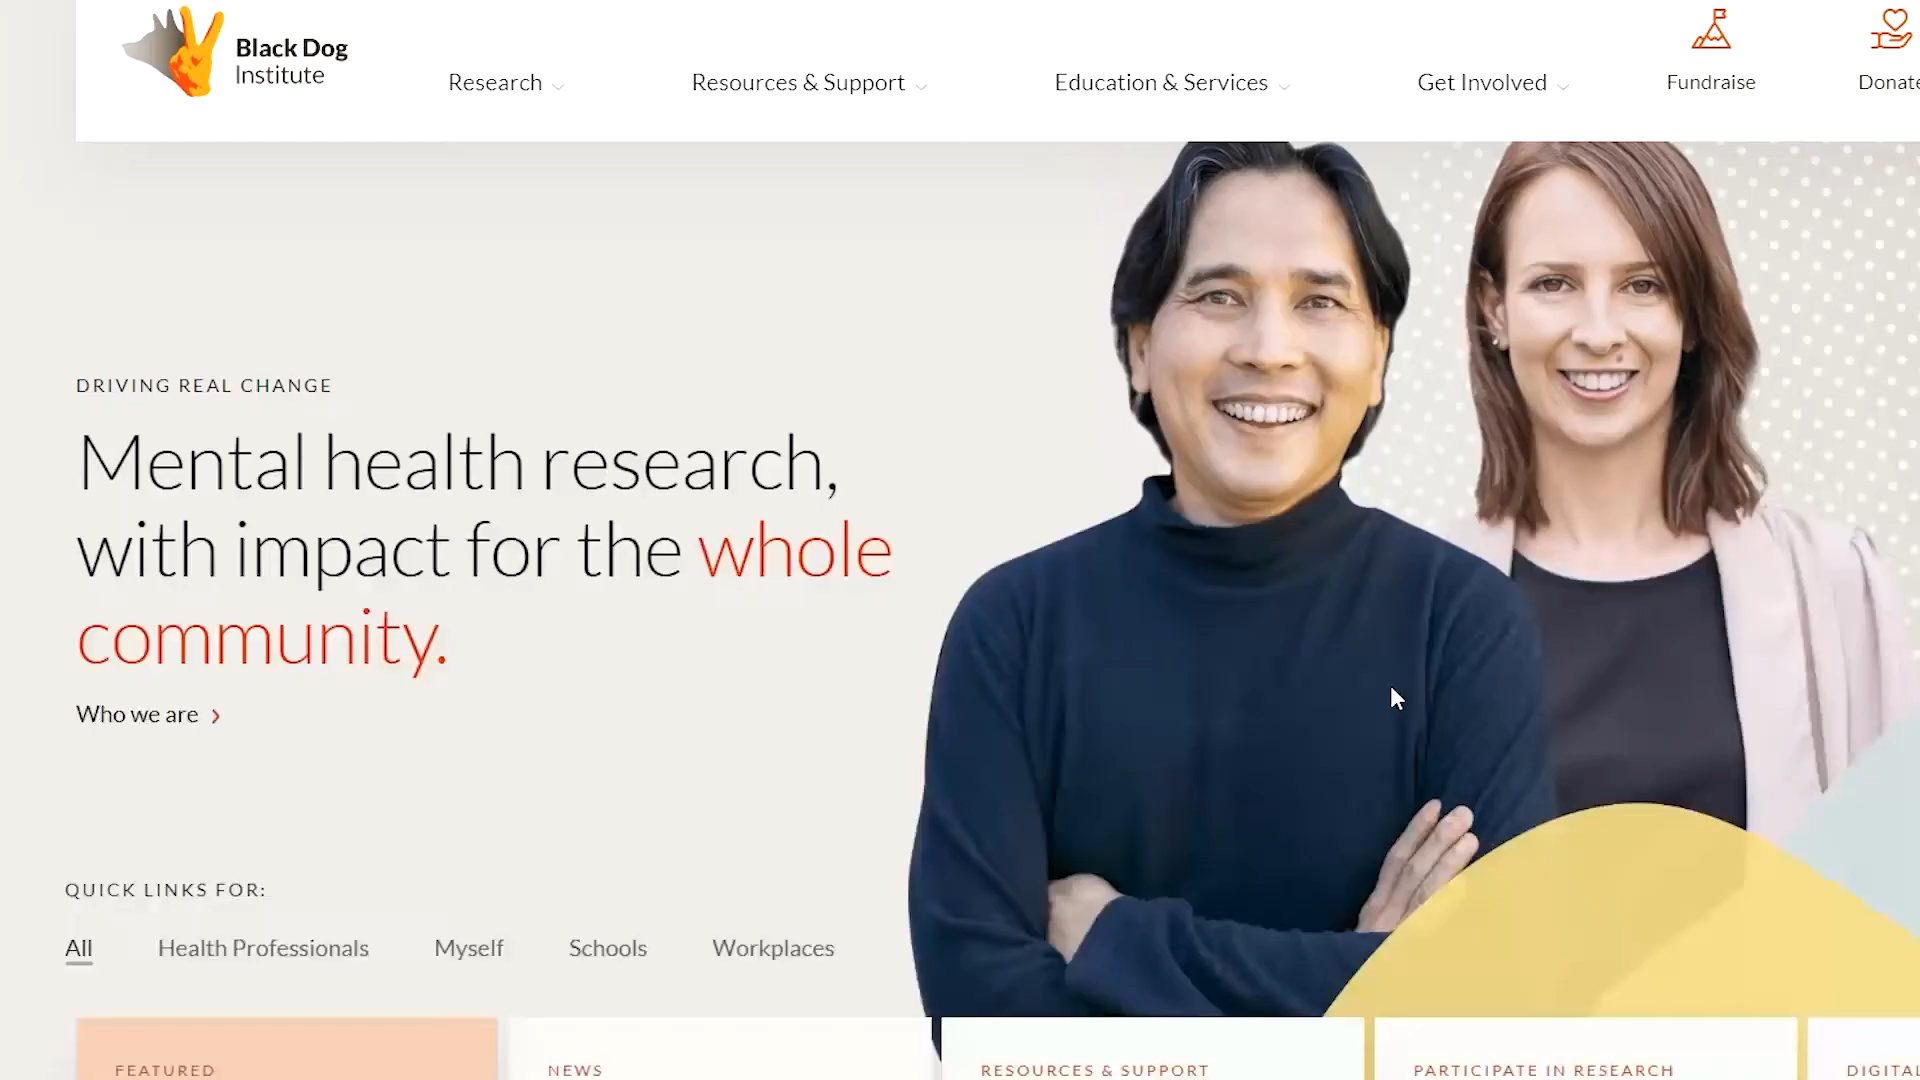 Black Dog
Institute
Research
Resources & Support
Education & Services
Get Involved
Fundraise
Donate
DRIVING REAL CHANGE
Mental health research,
with impact for the whole
community.
Who we are
QUICK LINKS FOR:
All
Health Professionals
Myself
Schools
Workplaces
FEATURED
NEWS
RESOURCES & SUPPORT
PARTICIPATE IN RESEARCH
DIGITAL